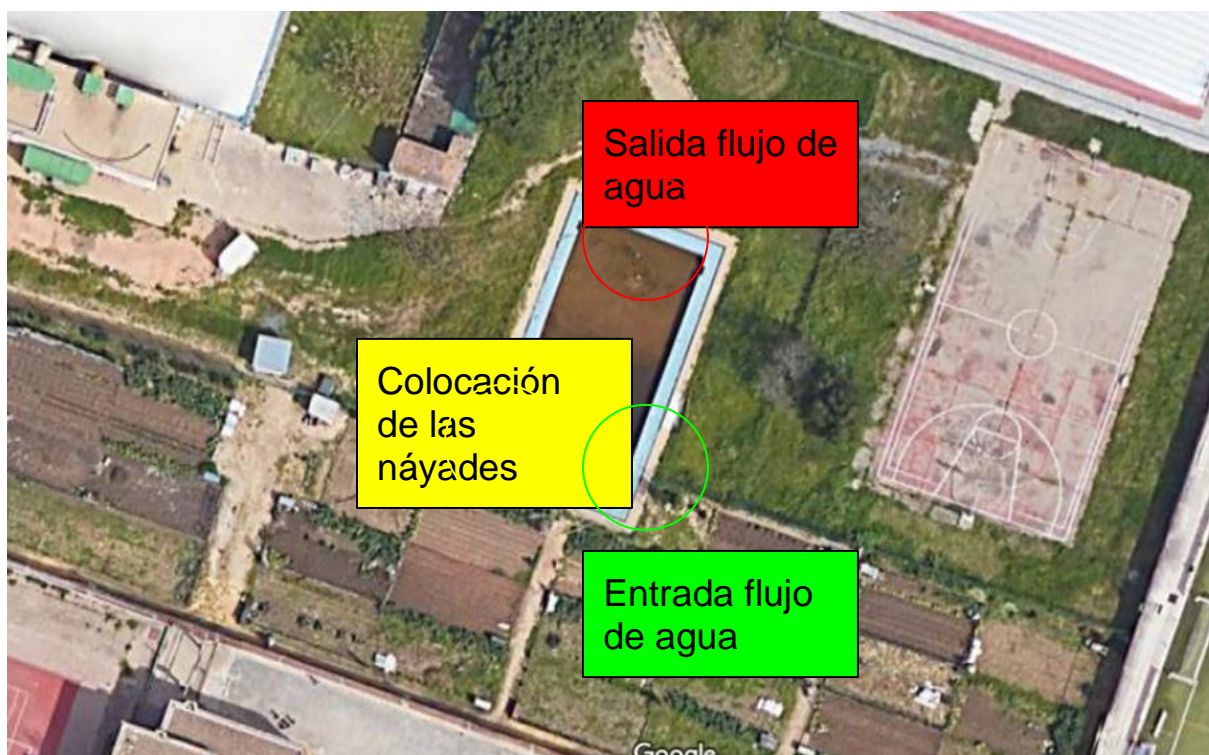 Salida flujo de
agua
Colocación
de las
náyades
Entrada flujo
de agua
Google